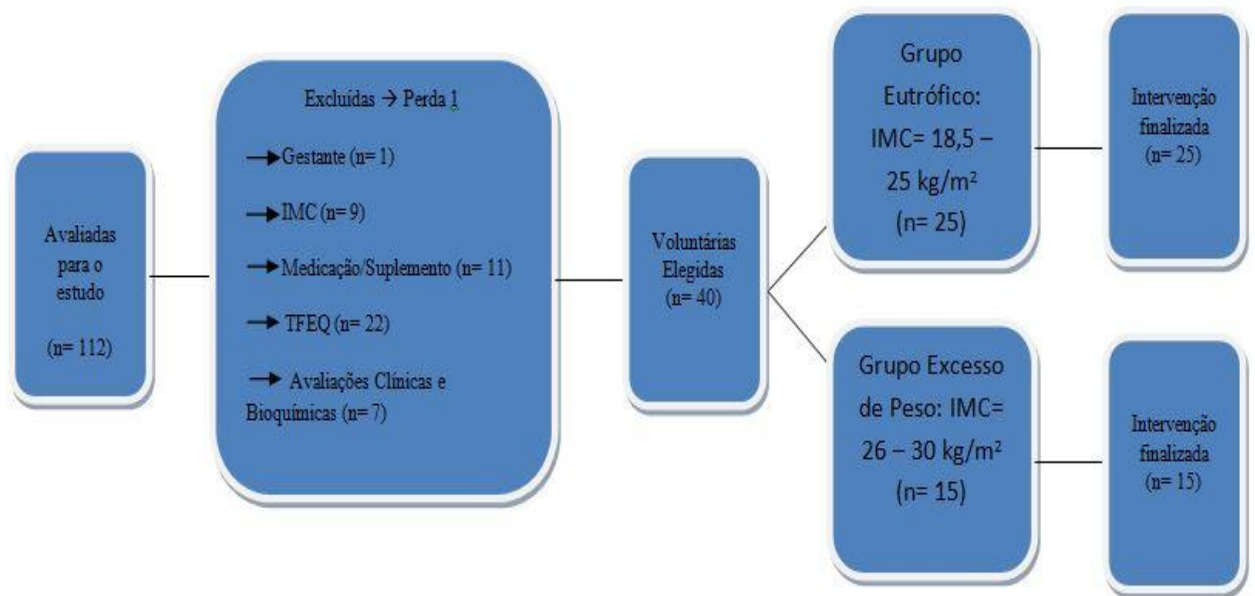 Avaliadas
para o
estudo
(n= 112)
Excluídas → Perda 1
→Gestante (n= 1)
→IMC (n= 9)
→Medicação/Suplemento (n= 11)
→TFEQ (n= 22)
→ Avaliações Clínicas e
Bioquímicas (n= 7)
Voluntárias
Elegidas
(n= 40)
Grupo
Eutrófico:
IMC= 18,5 –
25 kg/m²
(n= 25)
Intervenção
finalizada
(n= 25)
Grupo Excesso
de Peso: IMC=
26 – 30 kg/m²
(n= 15)
Intervenção
finalizada
(n= 15)